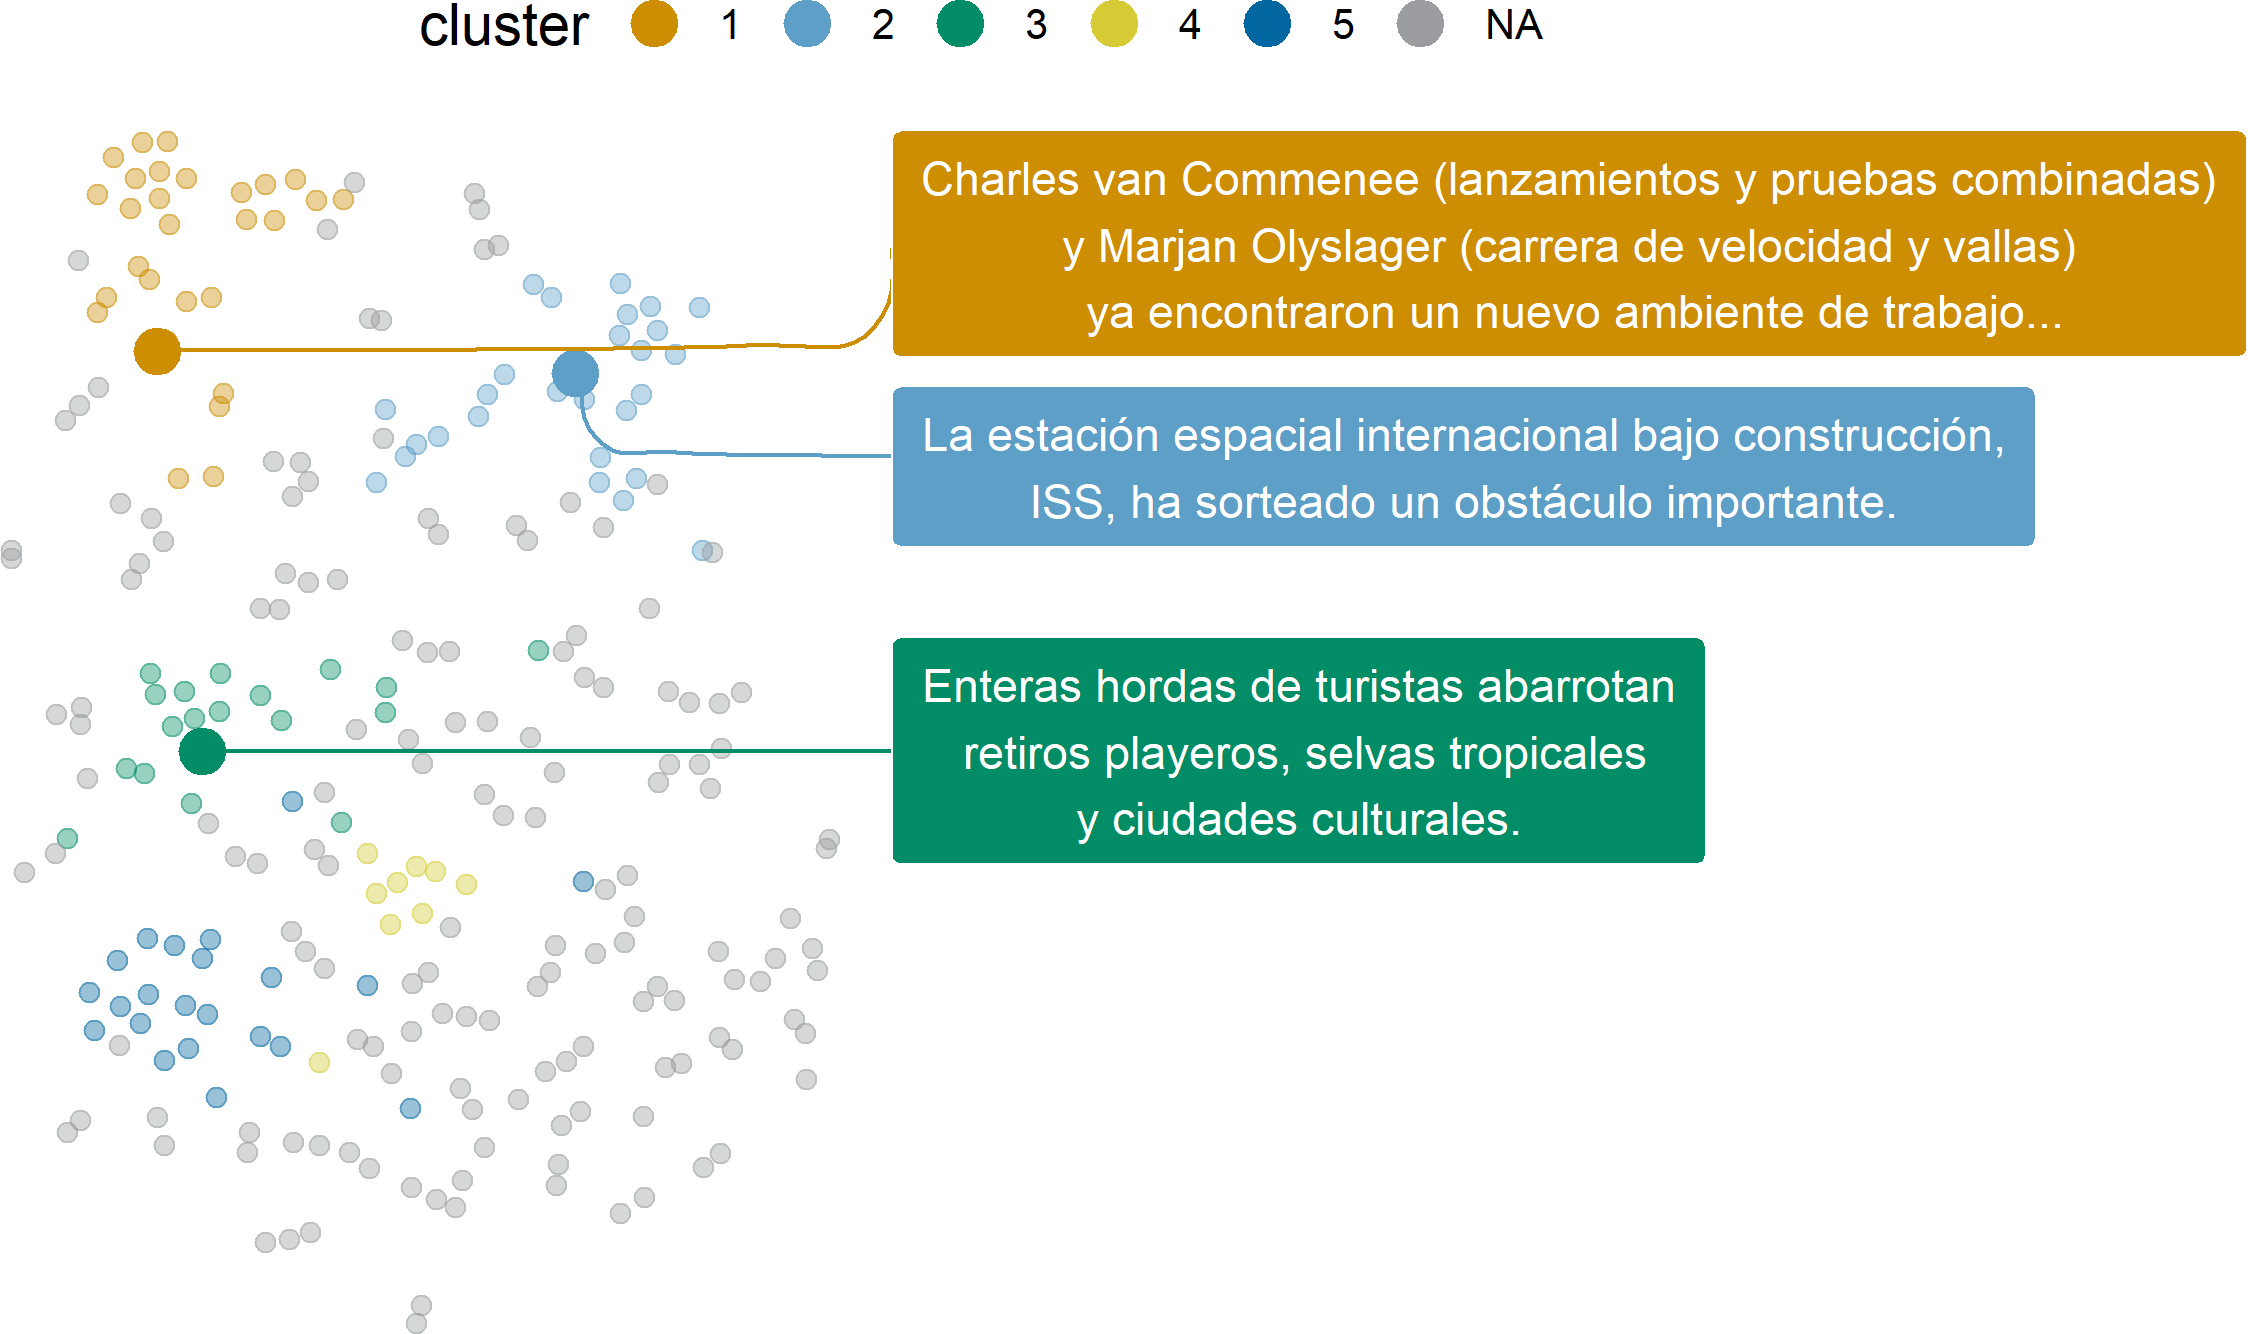 cluster 1 2 3 4 5 NA
Charles van Commenee (lanzamientos y pruebas combinadas)
y Marjan Olyslager (carrera de velocidad y vallas)
ya encontraron un nuevo ambiente de trabajo...
La estación espacial internacional bajo construcción,
ISS, ha sorteado un obstáculo importante.
Enteras hordas de turistas abarrotan
retiros playeros, selvas tropicales
y ciudades culturales.